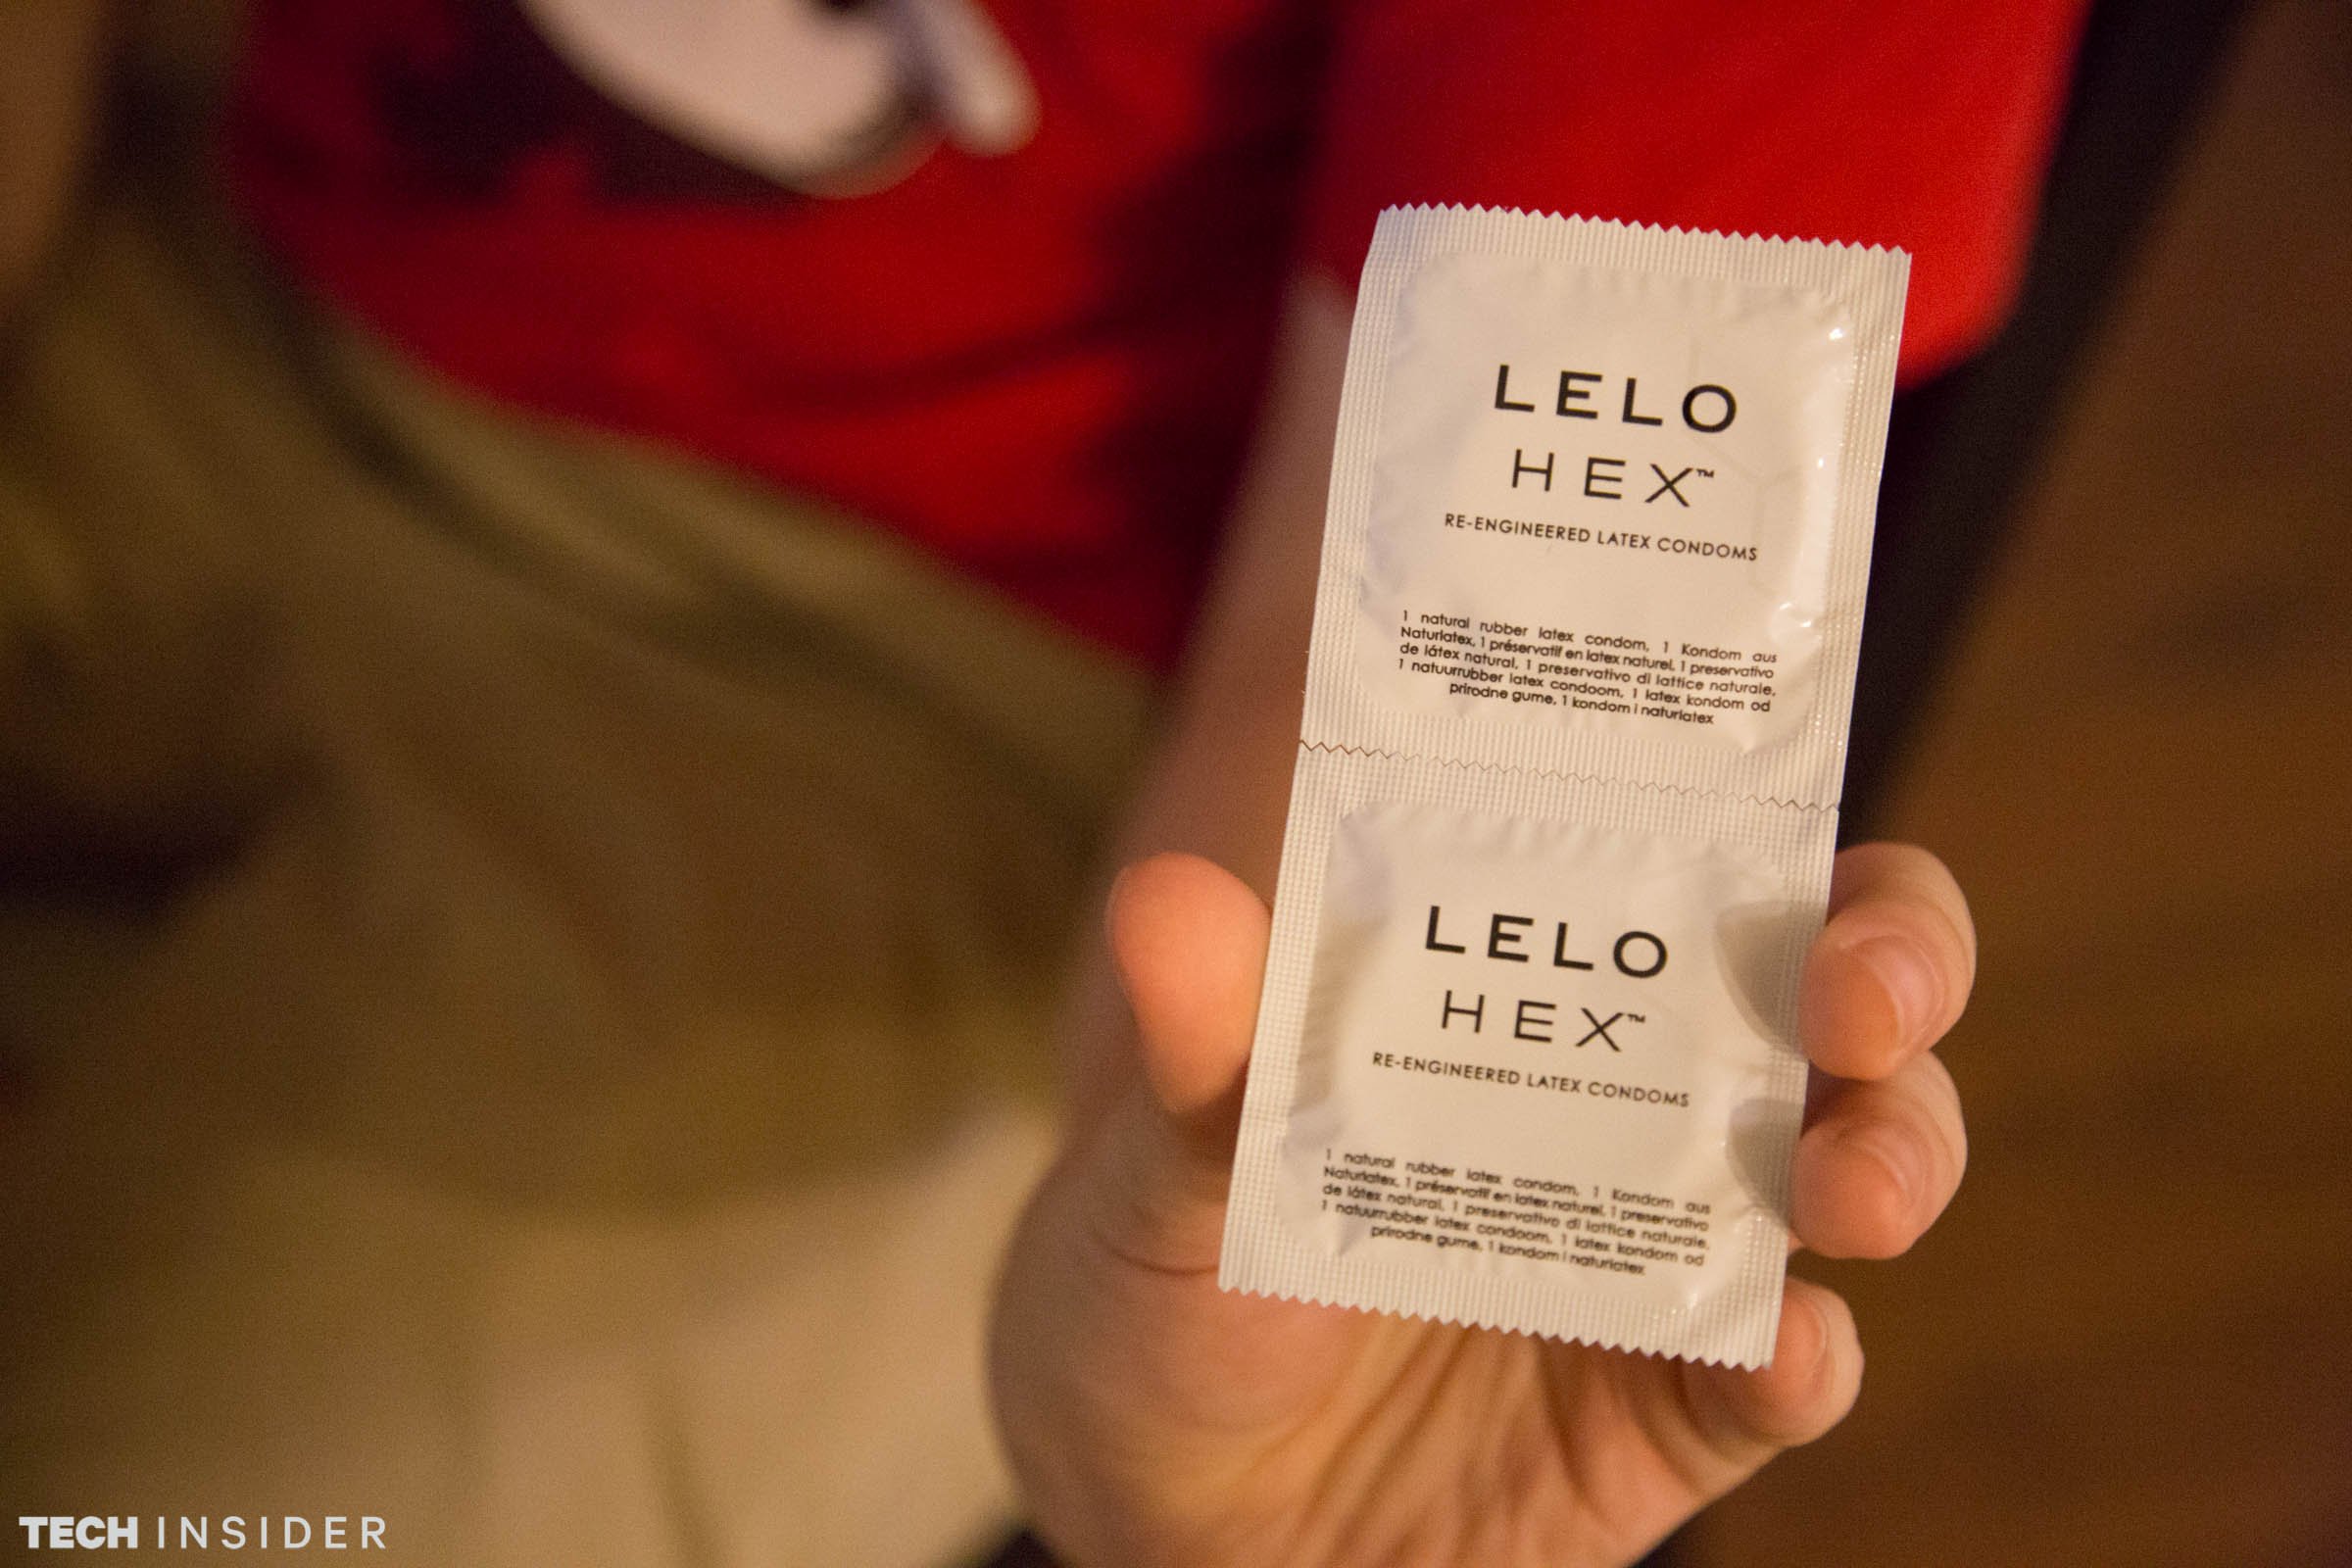 LELO
HEX™
RE-ENGINEERED LATEX CONDOMS
1 natural rubber latex condom, 1 Kondom aus
Naturlatex, 1 préservatif en latex naturel, 1 preservativo
de látex natural, 1 preservativo di lattice naturale,
1 natuurrubber latex condoom, 1 latex kondom od
prirodne gume, 1 kondom i naturlatex
LELO
HEX™
RE-ENGINEERED LATEX CONDOMS
1 natural rubber latex condom, 1 Kondom aus
Naturlatex, 1 préservatif en latex naturel, 1 preservativo
de látex natural, 1 preservativo di lattice naturale,
1 natuurrubber latex condoom, 1 latex kondom od
prirodne gume, 1 kondom i naturlatex
TECH INSIDER